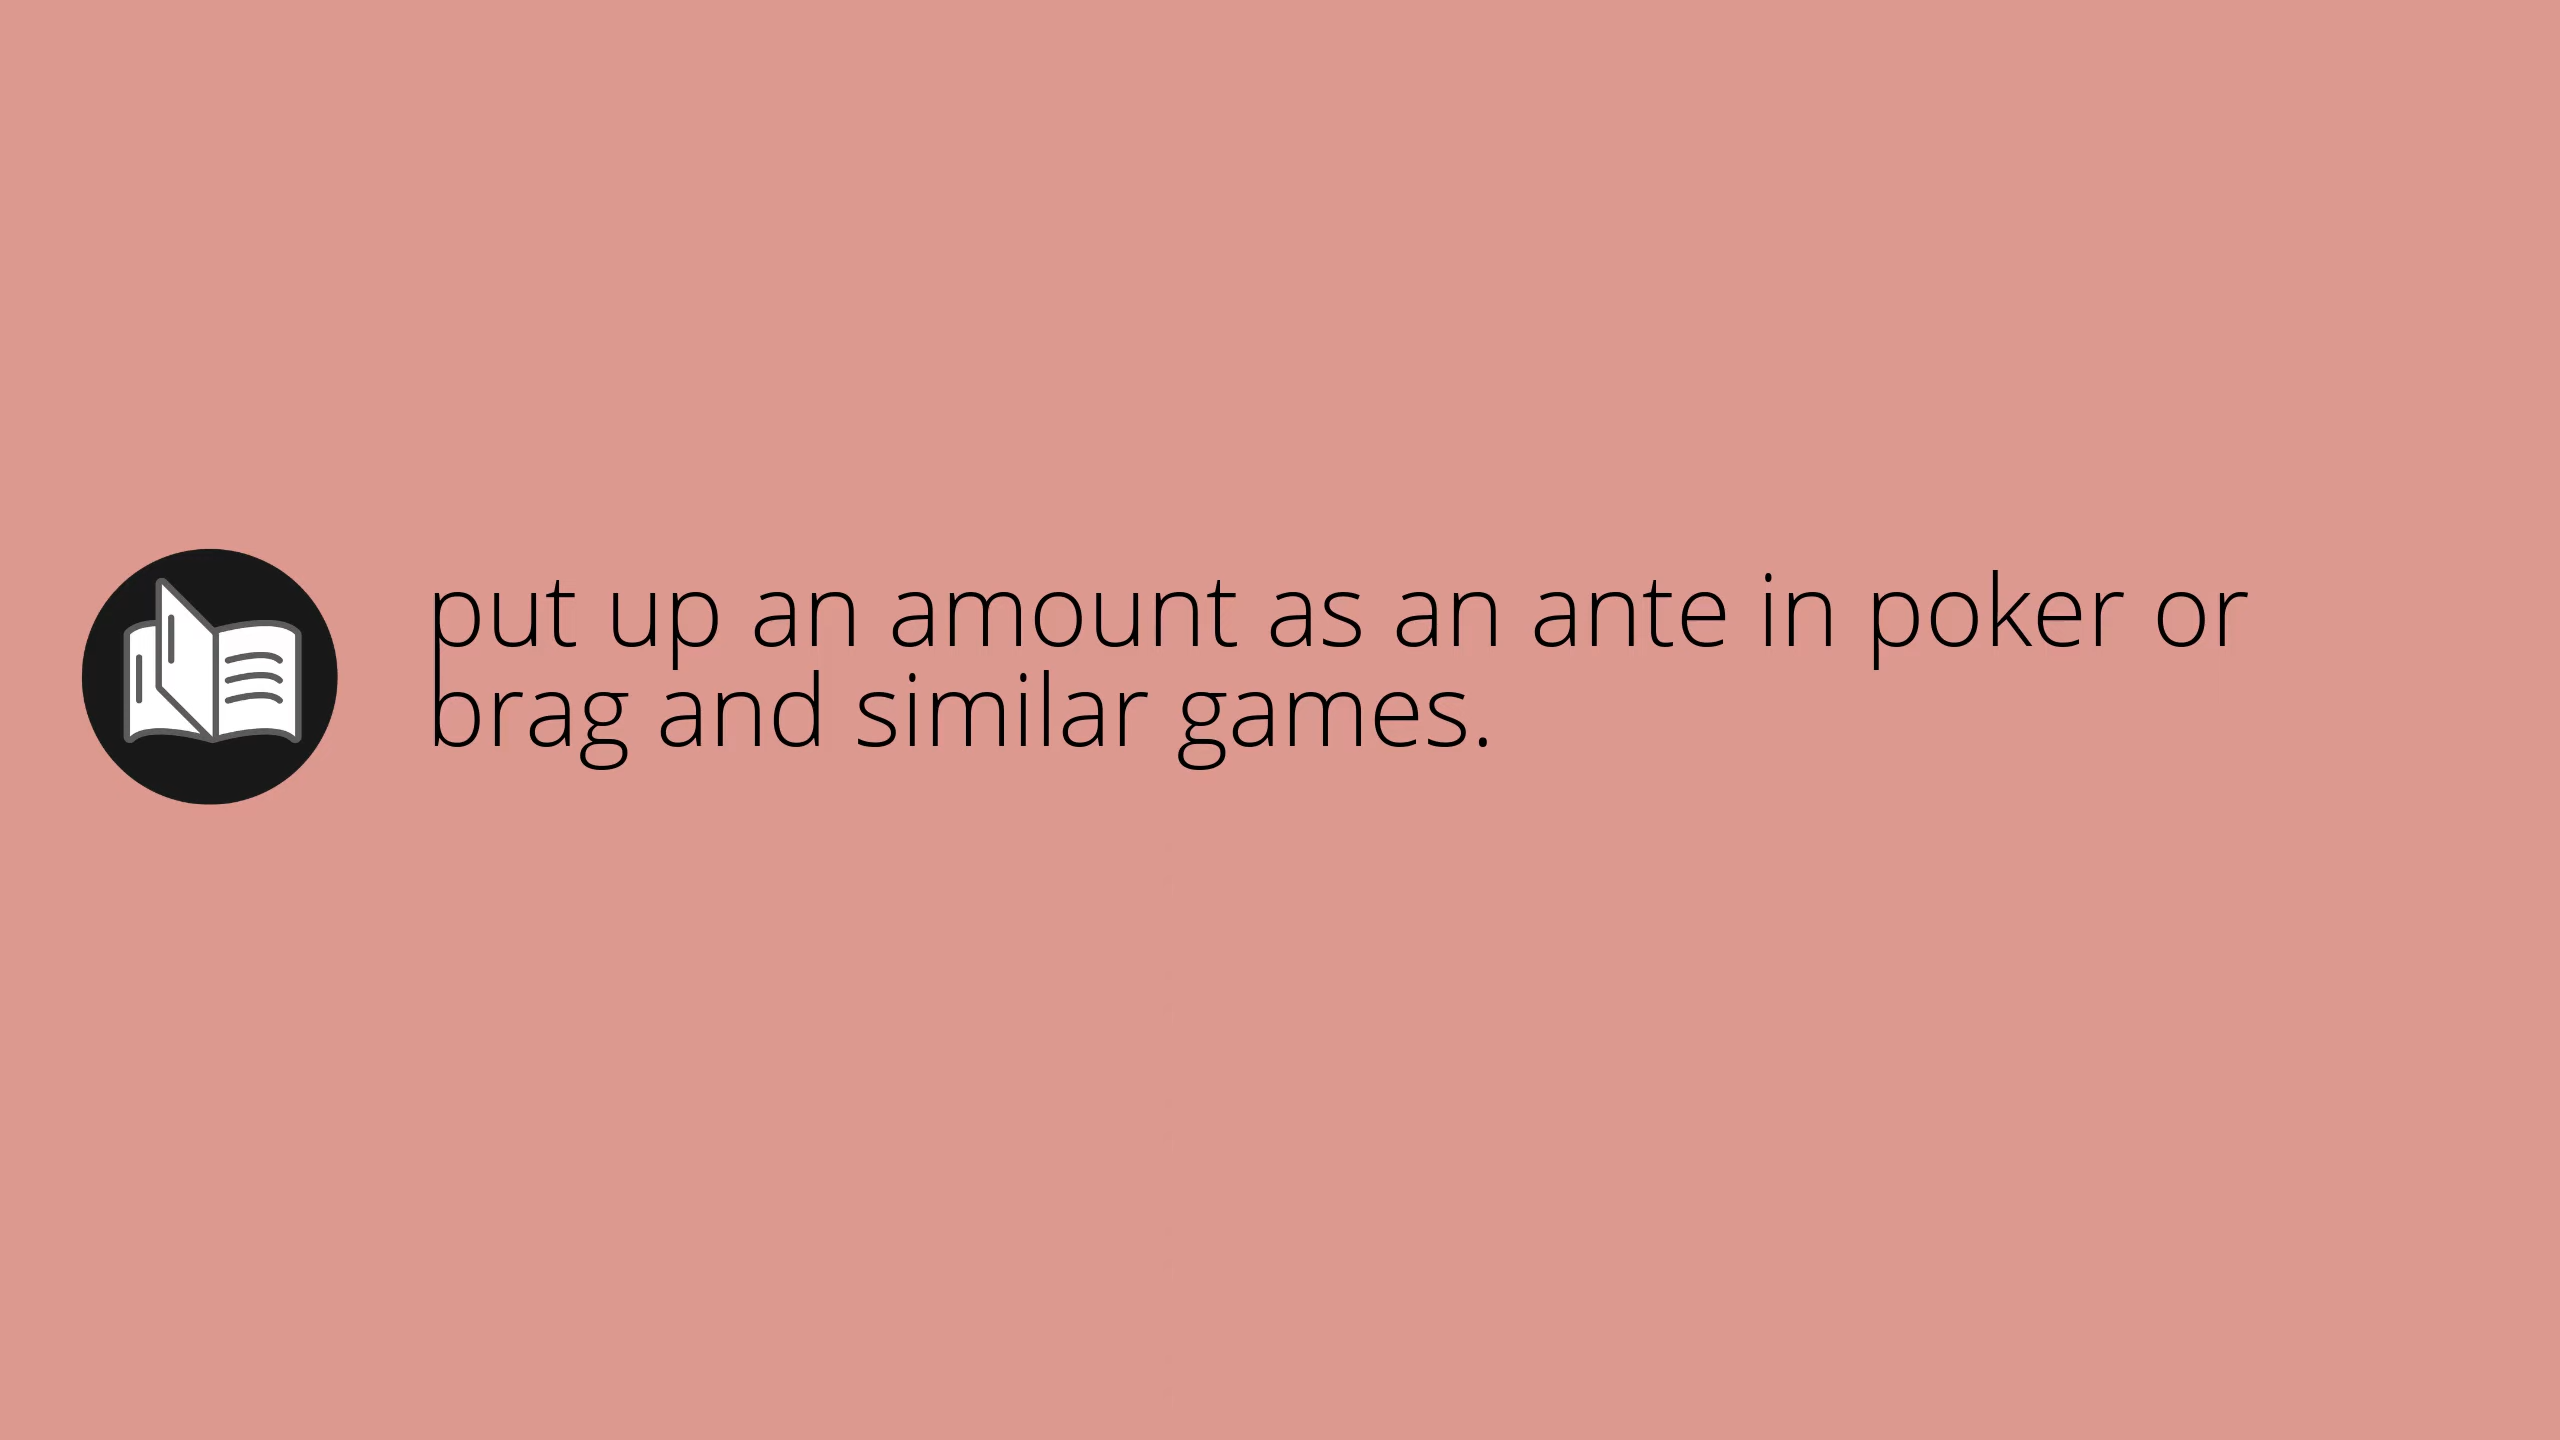 put up an amount as an ante in poker or
brag and similar games.